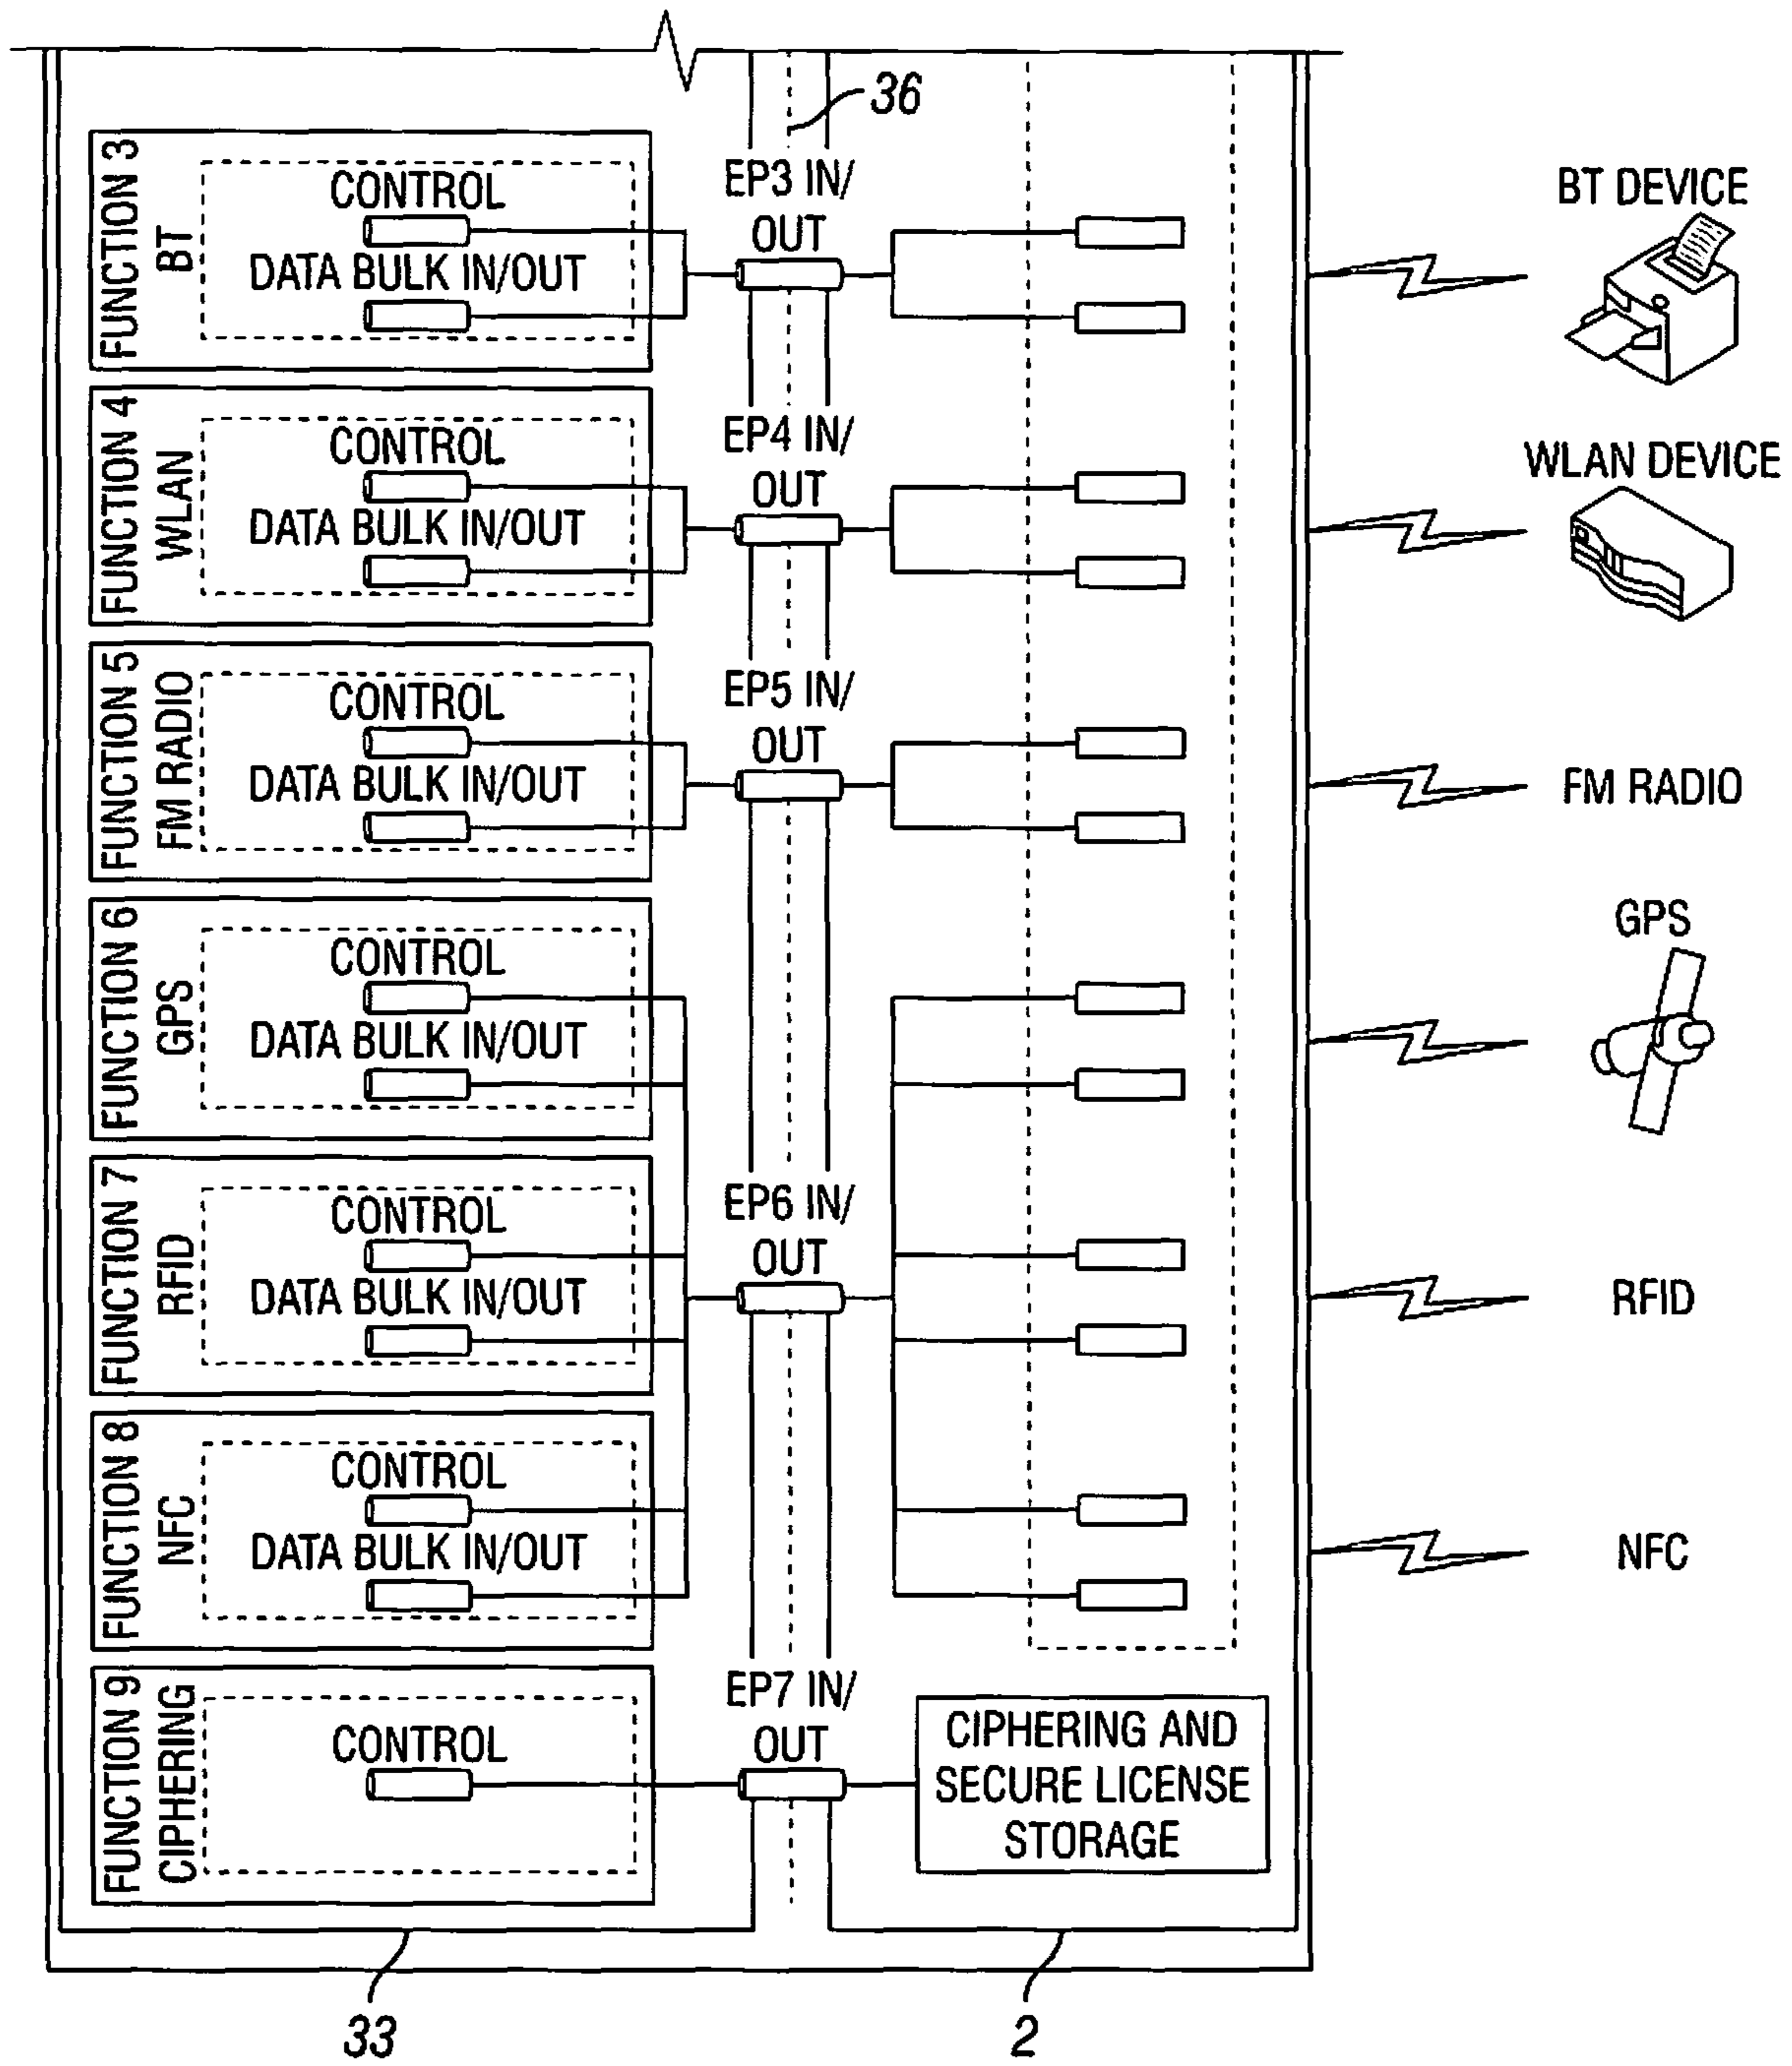 36
FUNCTION 3
BT
CONTROL
DATA BULK IN/OUT
EP3 IN/
OUT
BT DEVICE
FUNCTION 4
WLAN
CONTROL
DATA BULK IN/OUT
EP4 IN/
OUT
WLAN DEVICE
FUNCTION 5
FM RADIO
CONTROL
DATA BULK IN/OUT
EP5 IN/
OUT
FM RADIO
FUNCTION 6
GPS
CONTROL
DATA BULK IN/OUT
GPS
FUNCTION 7
RFID
CONTROL
DATA BULK IN/OUT
EP6 IN/
OUT
RFID
FUNCTION 8
NFC
CONTROL
DATA BULK IN/OUT
NFC
FUNCTION 9
CIPHERING
CONTROL
EP7 IN/
OUT
CIPHERING AND
SECURE LICENSE
STORAGE
33
2